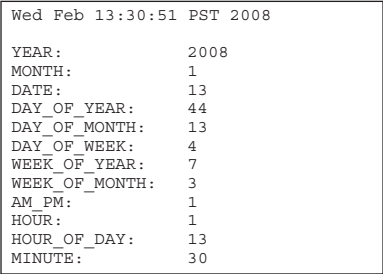 Wed Feb 13:30:51 PST 2008
YEAR: 2008
MONTH: 1
DATE: 13
DAY_OF_YEAR: 44
DAY_OF_MONTH: 13
DAY_OF_WEEK: 4
WEEK_OF_YEAR: 7
WEEK_OF_MONTH: 3
AM_PM: 1
HOUR: 1
HOUR_OF_DAY: 13
MINUTE: 30